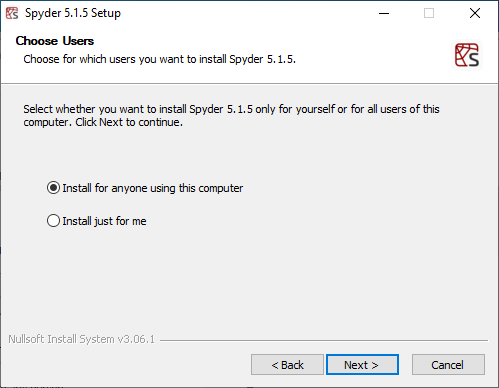 Spyder 5.1.5 Setup
Choose Users
Choose for which users you want to install Spyder 5.1.5.
S
Select whether you want to install Spyder 5.1.5 only for yourself or for all users of this
computer. Click Next to continue.
Install for anyone using this computer
Install just for me
Nullsoft Install System v3.06.1
< Back
Next >
Cancel